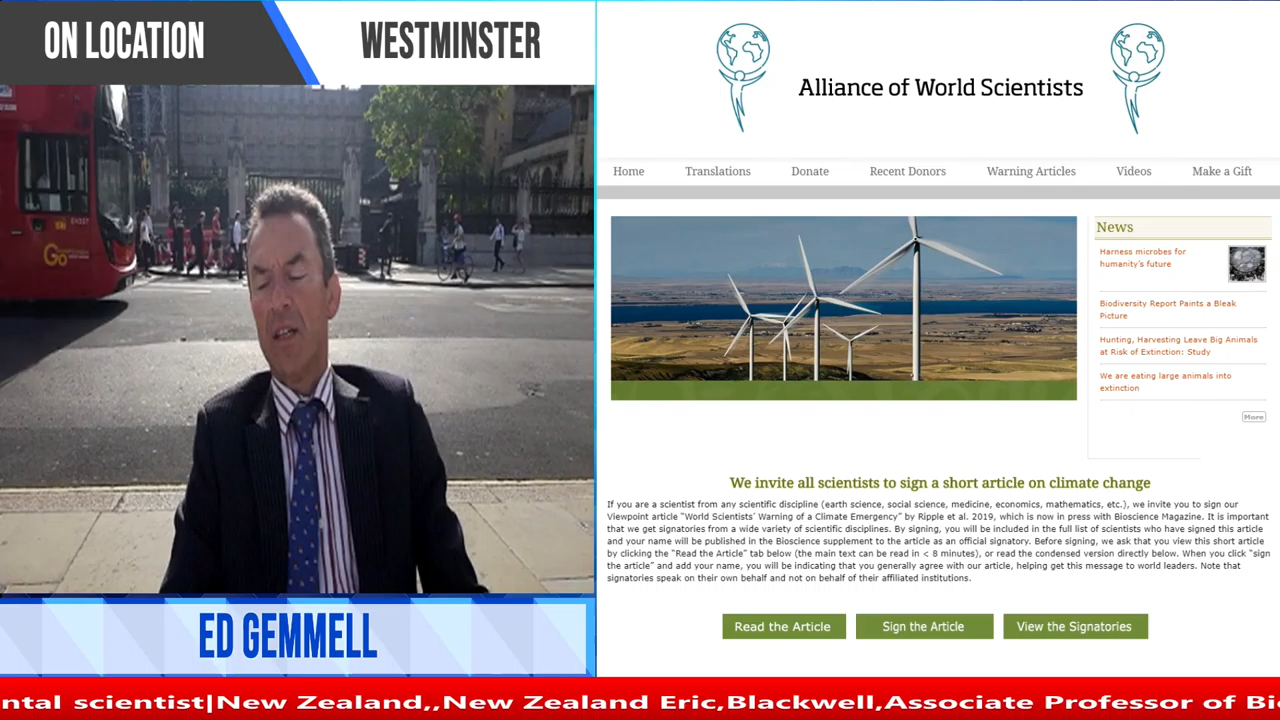 ON LOCATION
WESTMINSTER
Go
ED GEMMELL
Alliance of World Scientists
Home Translations Donate Recent Donors Warning Articles Videos Make a Gift
News
Harness microbes for
humanity's future
Biodiversity Report Paints a Bleak
Picture
Hunting, Harvesting Leave Big Animals
at Risk of Extinction: Study
We are eating large animals into
extinction
More
We invite all scientists to sign a short article on climate change
If you are a scientist from any scientific discipline (earth science, social science, medicine, economics, mathematics, etc.), we invite you to sign our
Viewpoint article "World Scientists' Warning of a Climate Emergency" by Ripple et al. 2019, which is now in press with Bioscience Magazine. It is important
that we get signatories from a wide variety of scientific disciplines. By signing, you will be included in the full list of scientists who have signed this article
and your name will be published in the Bioscience supplement to the article as an official signatory. Before signing, we ask that you view this short article
by clicking the "Read the Article" tab below (the main text can be read in < 8 minutes), or read the condensed version directly below. When you click "sign
the article" and add your name, you will be indicating that you generally agree with our article, helping get this message to world leaders. Note that
signatories speak on their own behalf and not on behalf of their affiliated institutions.
Read the Article Sign the Article View the Signatories
ntal scientist|New Zealand,,New Zealand Eric,Blackwell,Associate Professor of Bi